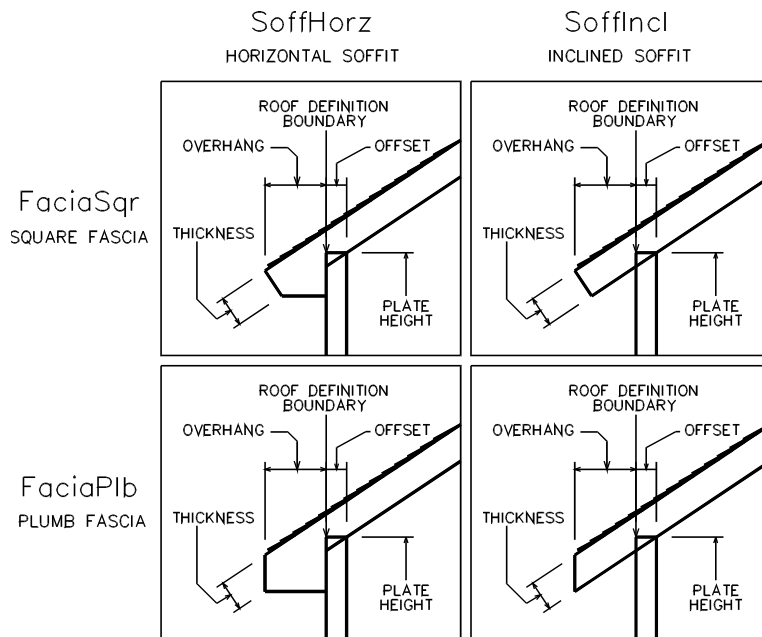 SoffHorz
SoffIncl
HORIZONTAL SOFFIT
INCLINED SOFFIT
ROOF DEFINITION
BOUNDARY
OVERHANG
OFFSET
THICKNESS
PLATE
HEIGHT
ROOF DEFINITION
BOUNDARY
OVERHANG
OFFSET
THICKNESS
PLATE
HEIGHT
FaciaSqr
SQUARE FASCIA
ROOF DEFINITION
BOUNDARY
OVERHANG
OFFSET
THICKNESS
PLATE
HEIGHT
ROOF DEFINITION
BOUNDARY
OVERHANG
OFFSET
THICKNESS
PLATE
HEIGHT
FaciaPlb
PLUMB FASCIA